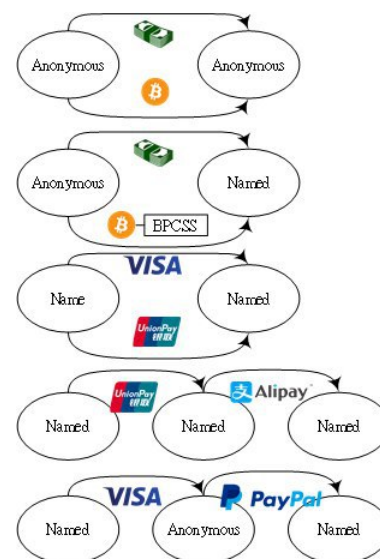 Anonymous Anonymous
Anonymous Named
BPCSS
VISA
Name Named
UnionPay
银联
UnionPay
银联
Alipay
Named Named Named
VISA PayPal
Named Anonymous Named